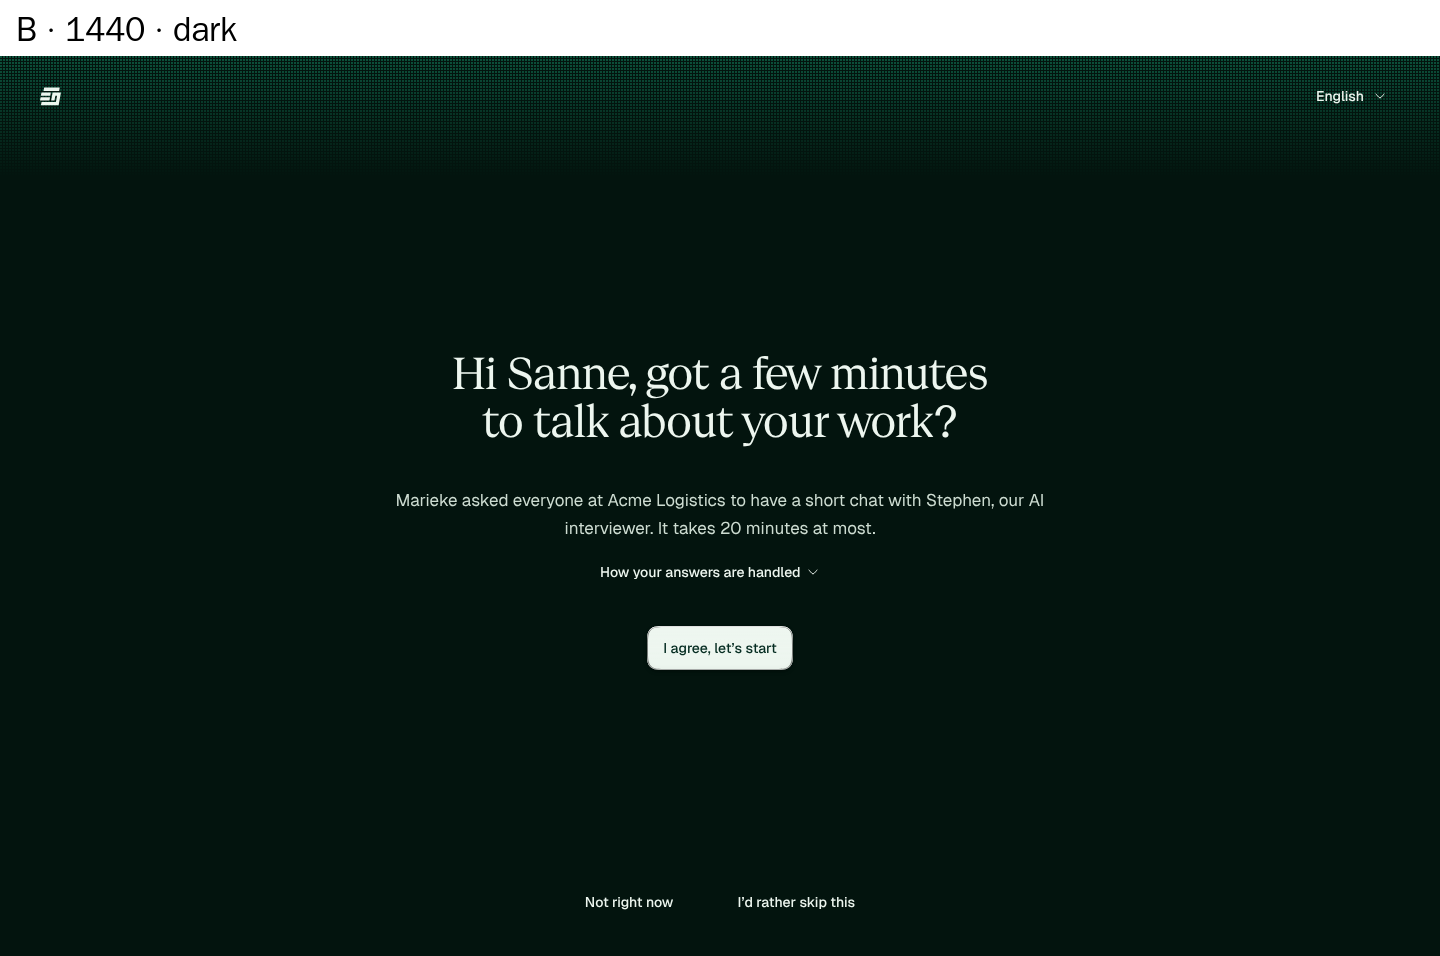 B · 1440 · dark
English
Hi Sanne, got a few minutes
to talk about your work?
Marieke asked everyone at Acme Logistics to have a short chat with Stephen, our AI
interviewer. It takes 20 minutes at most.
How your answers are handled
I agree, let’s start
Not right now
I’d rather skip this